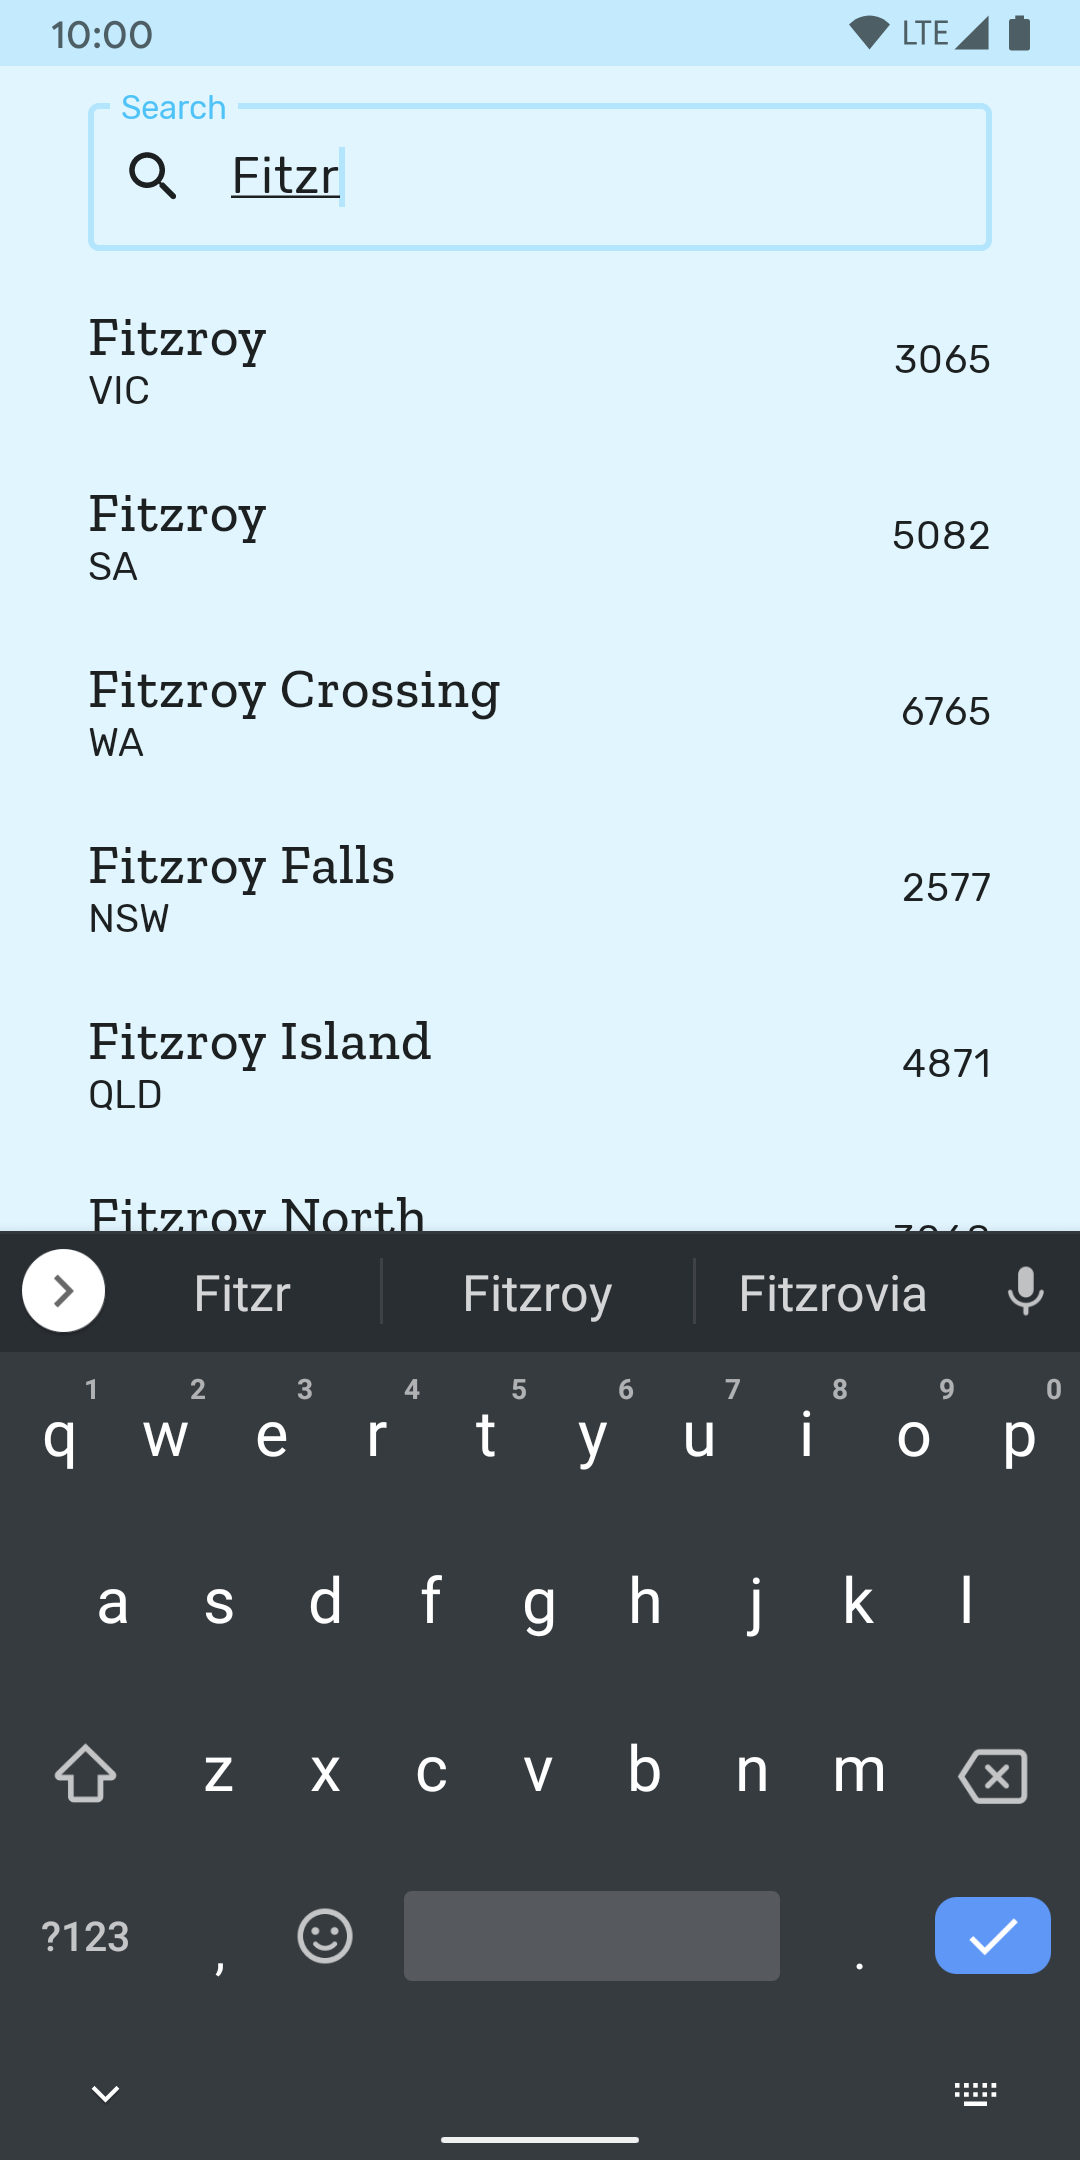 10:00 LTE
Search
Fitzr
Fitzroy
VIC
3065
Fitzroy
SA
5082
Fitzroy Crossing
WA
6765
Fitzroy Falls
NSW
2577
Fitzroy Island
QLD
4871
Fitzroy North
Fitzr Fitzroy Fitzrovia
1 2 3 4 5 6 7 8 9 0
q w e r t y u i o p
a s d f g h j k l
z x c v b n m
?123 , .